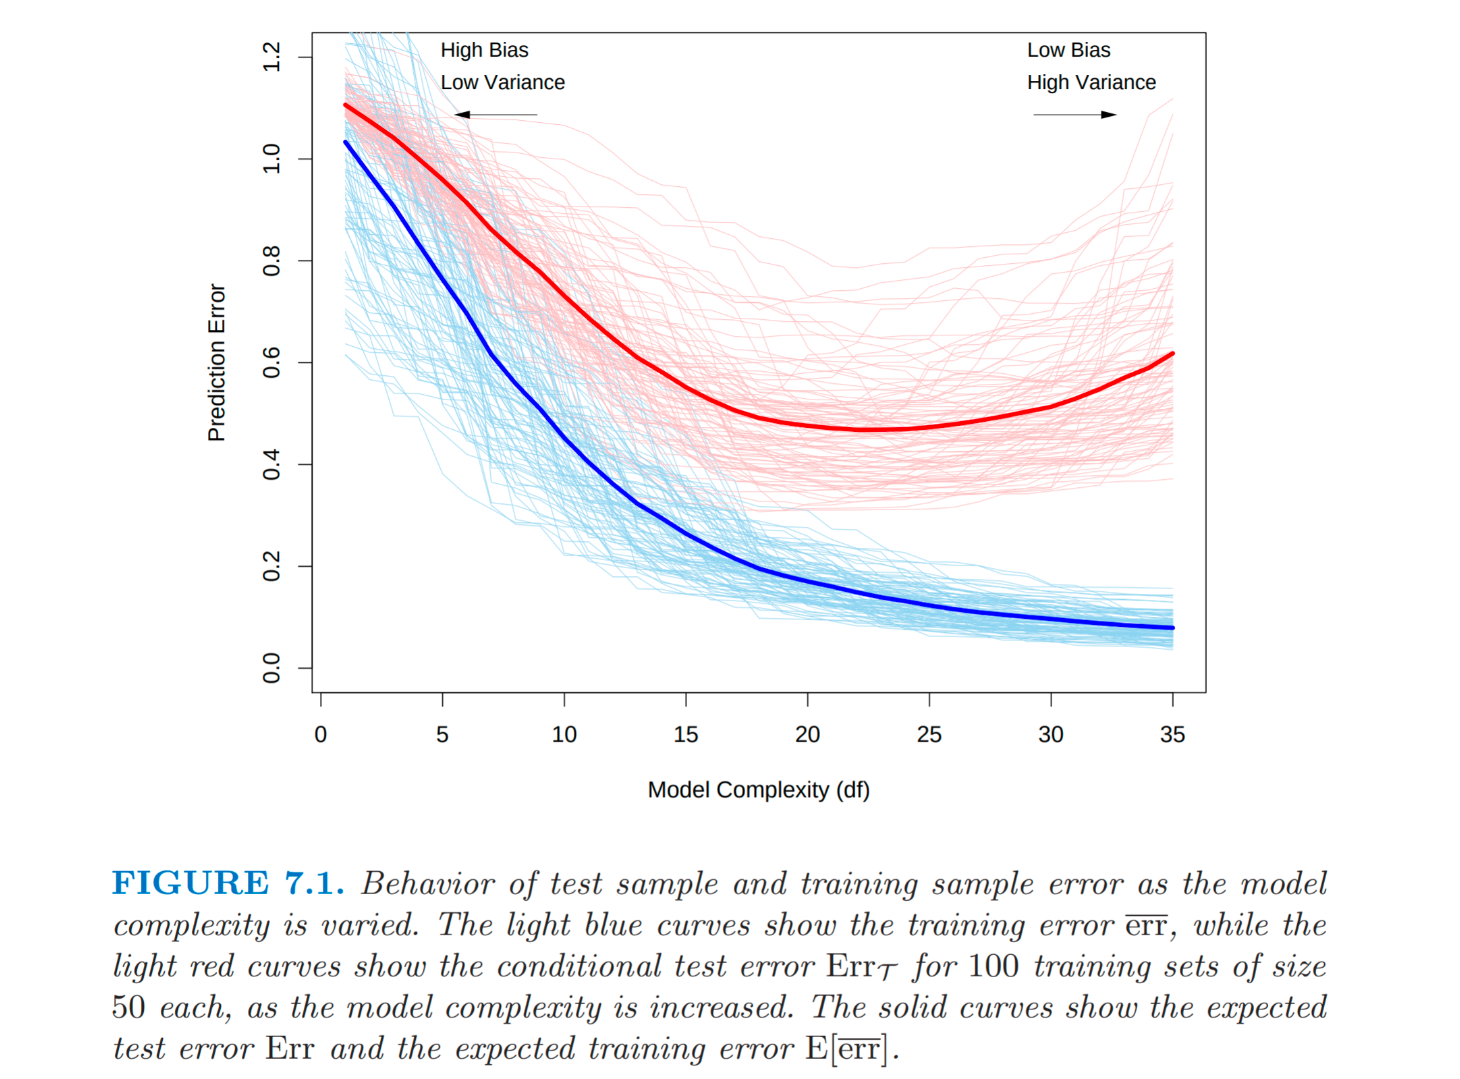 High Bias
Low Variance
Low Bias
High Variance
Prediction Error
1.2
1.0
0.8
0.6
0.4
0.2
0.0
0 5 10 15 20 25 30 35
Model Complexity (df)
FIGURE 7.1. Behavior of test sample and training sample error as the model
complexity is varied. The light blue curves show the training error e̅r̅r̅, while the
light red curves show the conditional test error Err𝒯 for 100 training sets of size
50 each, as the model complexity is increased. The solid curves show the expected
test error Err and the expected training error E[e̅r̅r̅].